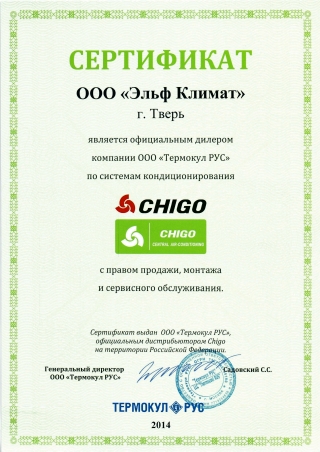 СЕРТИФИКАТ
ООО «Эльф Климат»
г. Тверь
является официальным дилером
компании ООО «Термокул РУС»
по системам кондиционирования
CHIGO
CHIGO
CENTRAL AIR CONDITIONING
с правом продажи, монтажа
и сервисного обслуживания.
Сертификат выдан ООО «Термокул РУС»,
официальным дистрибьютором Chigo
на территории Российской Федерации.
Генеральный директор
ООО «Термокул РУС»
Садовский С.С.
ТЕРМОКУЛ РУС
2014